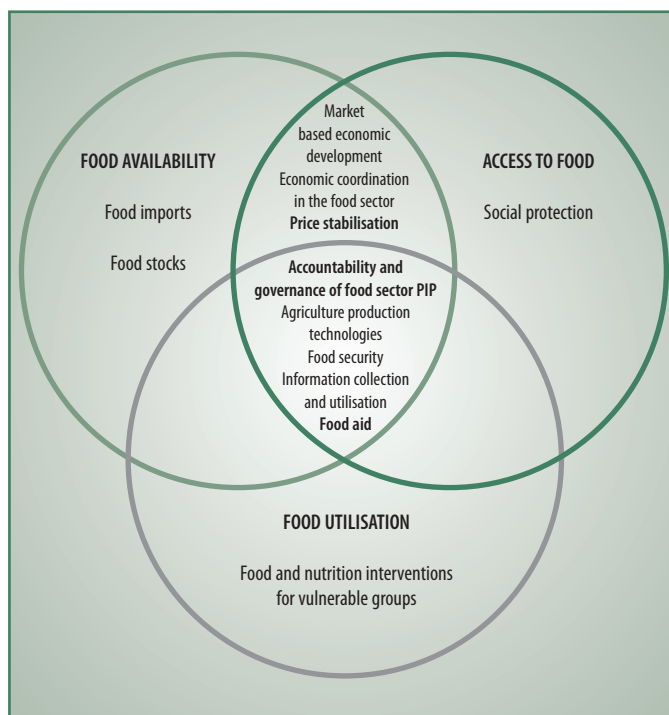 Market
based economic
development
Economic coordination
in the food sector
Price stabilisation
FOOD AVAILABILITY
Food imports
Food stocks
ACCESS TO FOOD
Social protection
Accountability and
governance of food sector PIP
Agriculture production
technologies
Food security
Information collection
and utilisation
Food aid
FOOD UTILISATION
Food and nutrition interventions
for vulnerable groups